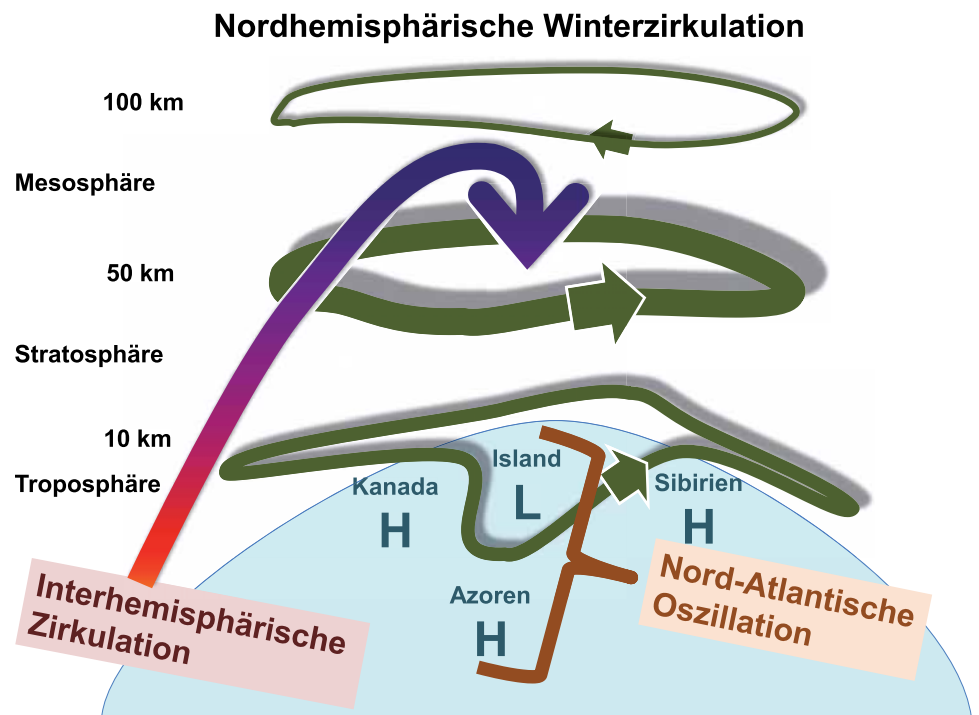 Nordhemisphärische Winterzirkulation
100 km
Mesosphäre
50 km
Stratosphäre
10 km
Troposphäre
Island
L
Kanada
H
Sibirien
H
Azoren
H
Interhemisphärische
Zirkulation
Nord-Atlantische
Oszillation